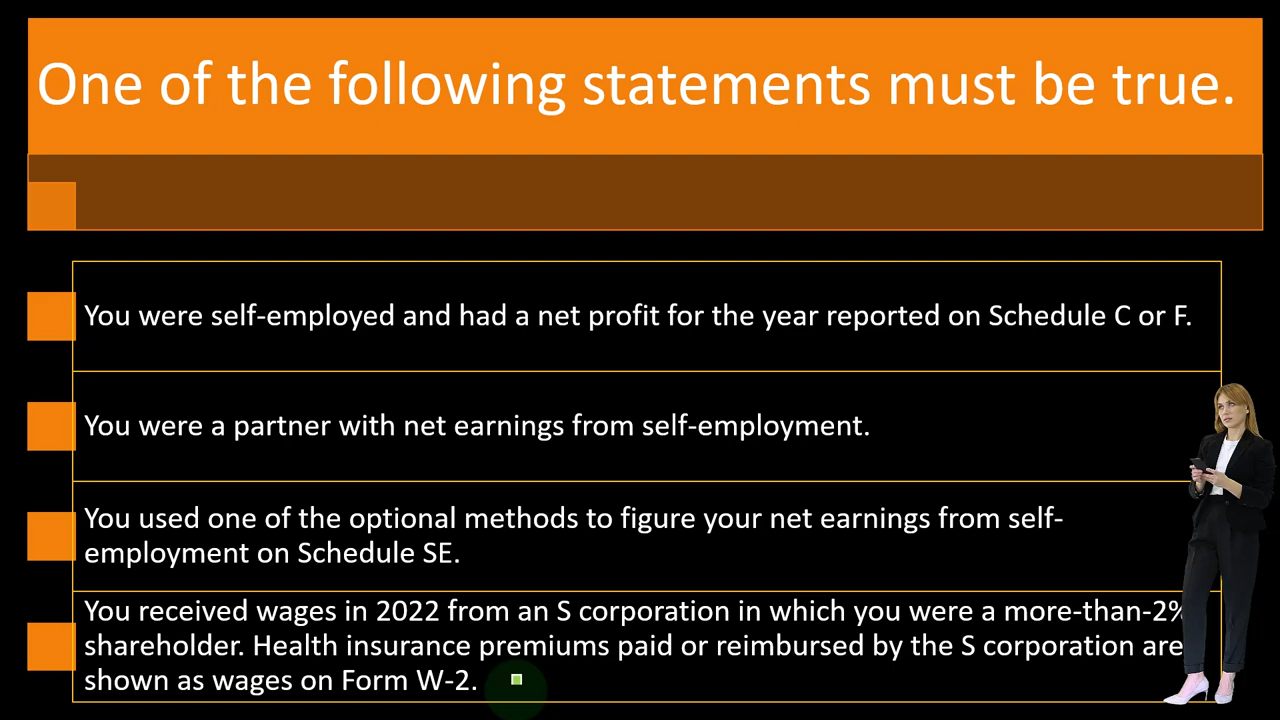 One of the following statements must be true.
You were self-employed and had a net profit for the year reported on Schedule C or F.
You were a partner with net earnings from self-employment.
You used one of the optional methods to figure your net earnings from self-
employment on Schedule SE.
You received wages in 2022 from an S corporation in which you were a more-than-2%
shareholder. Health insurance premiums paid or reimbursed by the S corporation are
shown as wages on Form W-2.